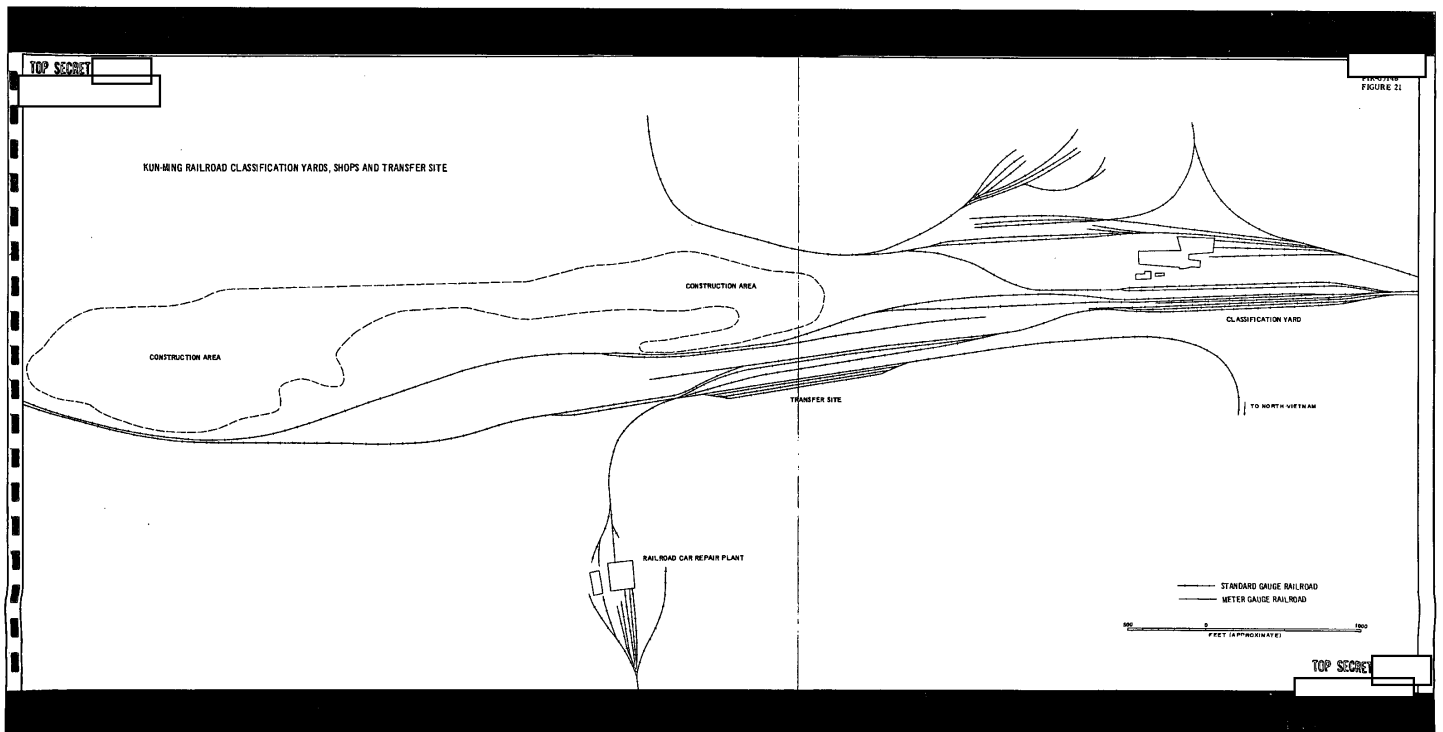 TOP SECRET
FIGURE 21
KUN-MING RAILROAD CLASSIFICATION YARDS, SHOPS AND TRANSFER SITE
CONSTRUCTION AREA
CLASSIFICATION YARD
CONSTRUCTION AREA
TRANSFER SITE
TO NORTH VIETNAM
RAILROAD CAR REPAIR PLANT
STANDARD GAUGE RAILROAD
METER GAUGE RAILROAD
500 0 1000
FEET (APPROXIMATE)
TOP SECRET